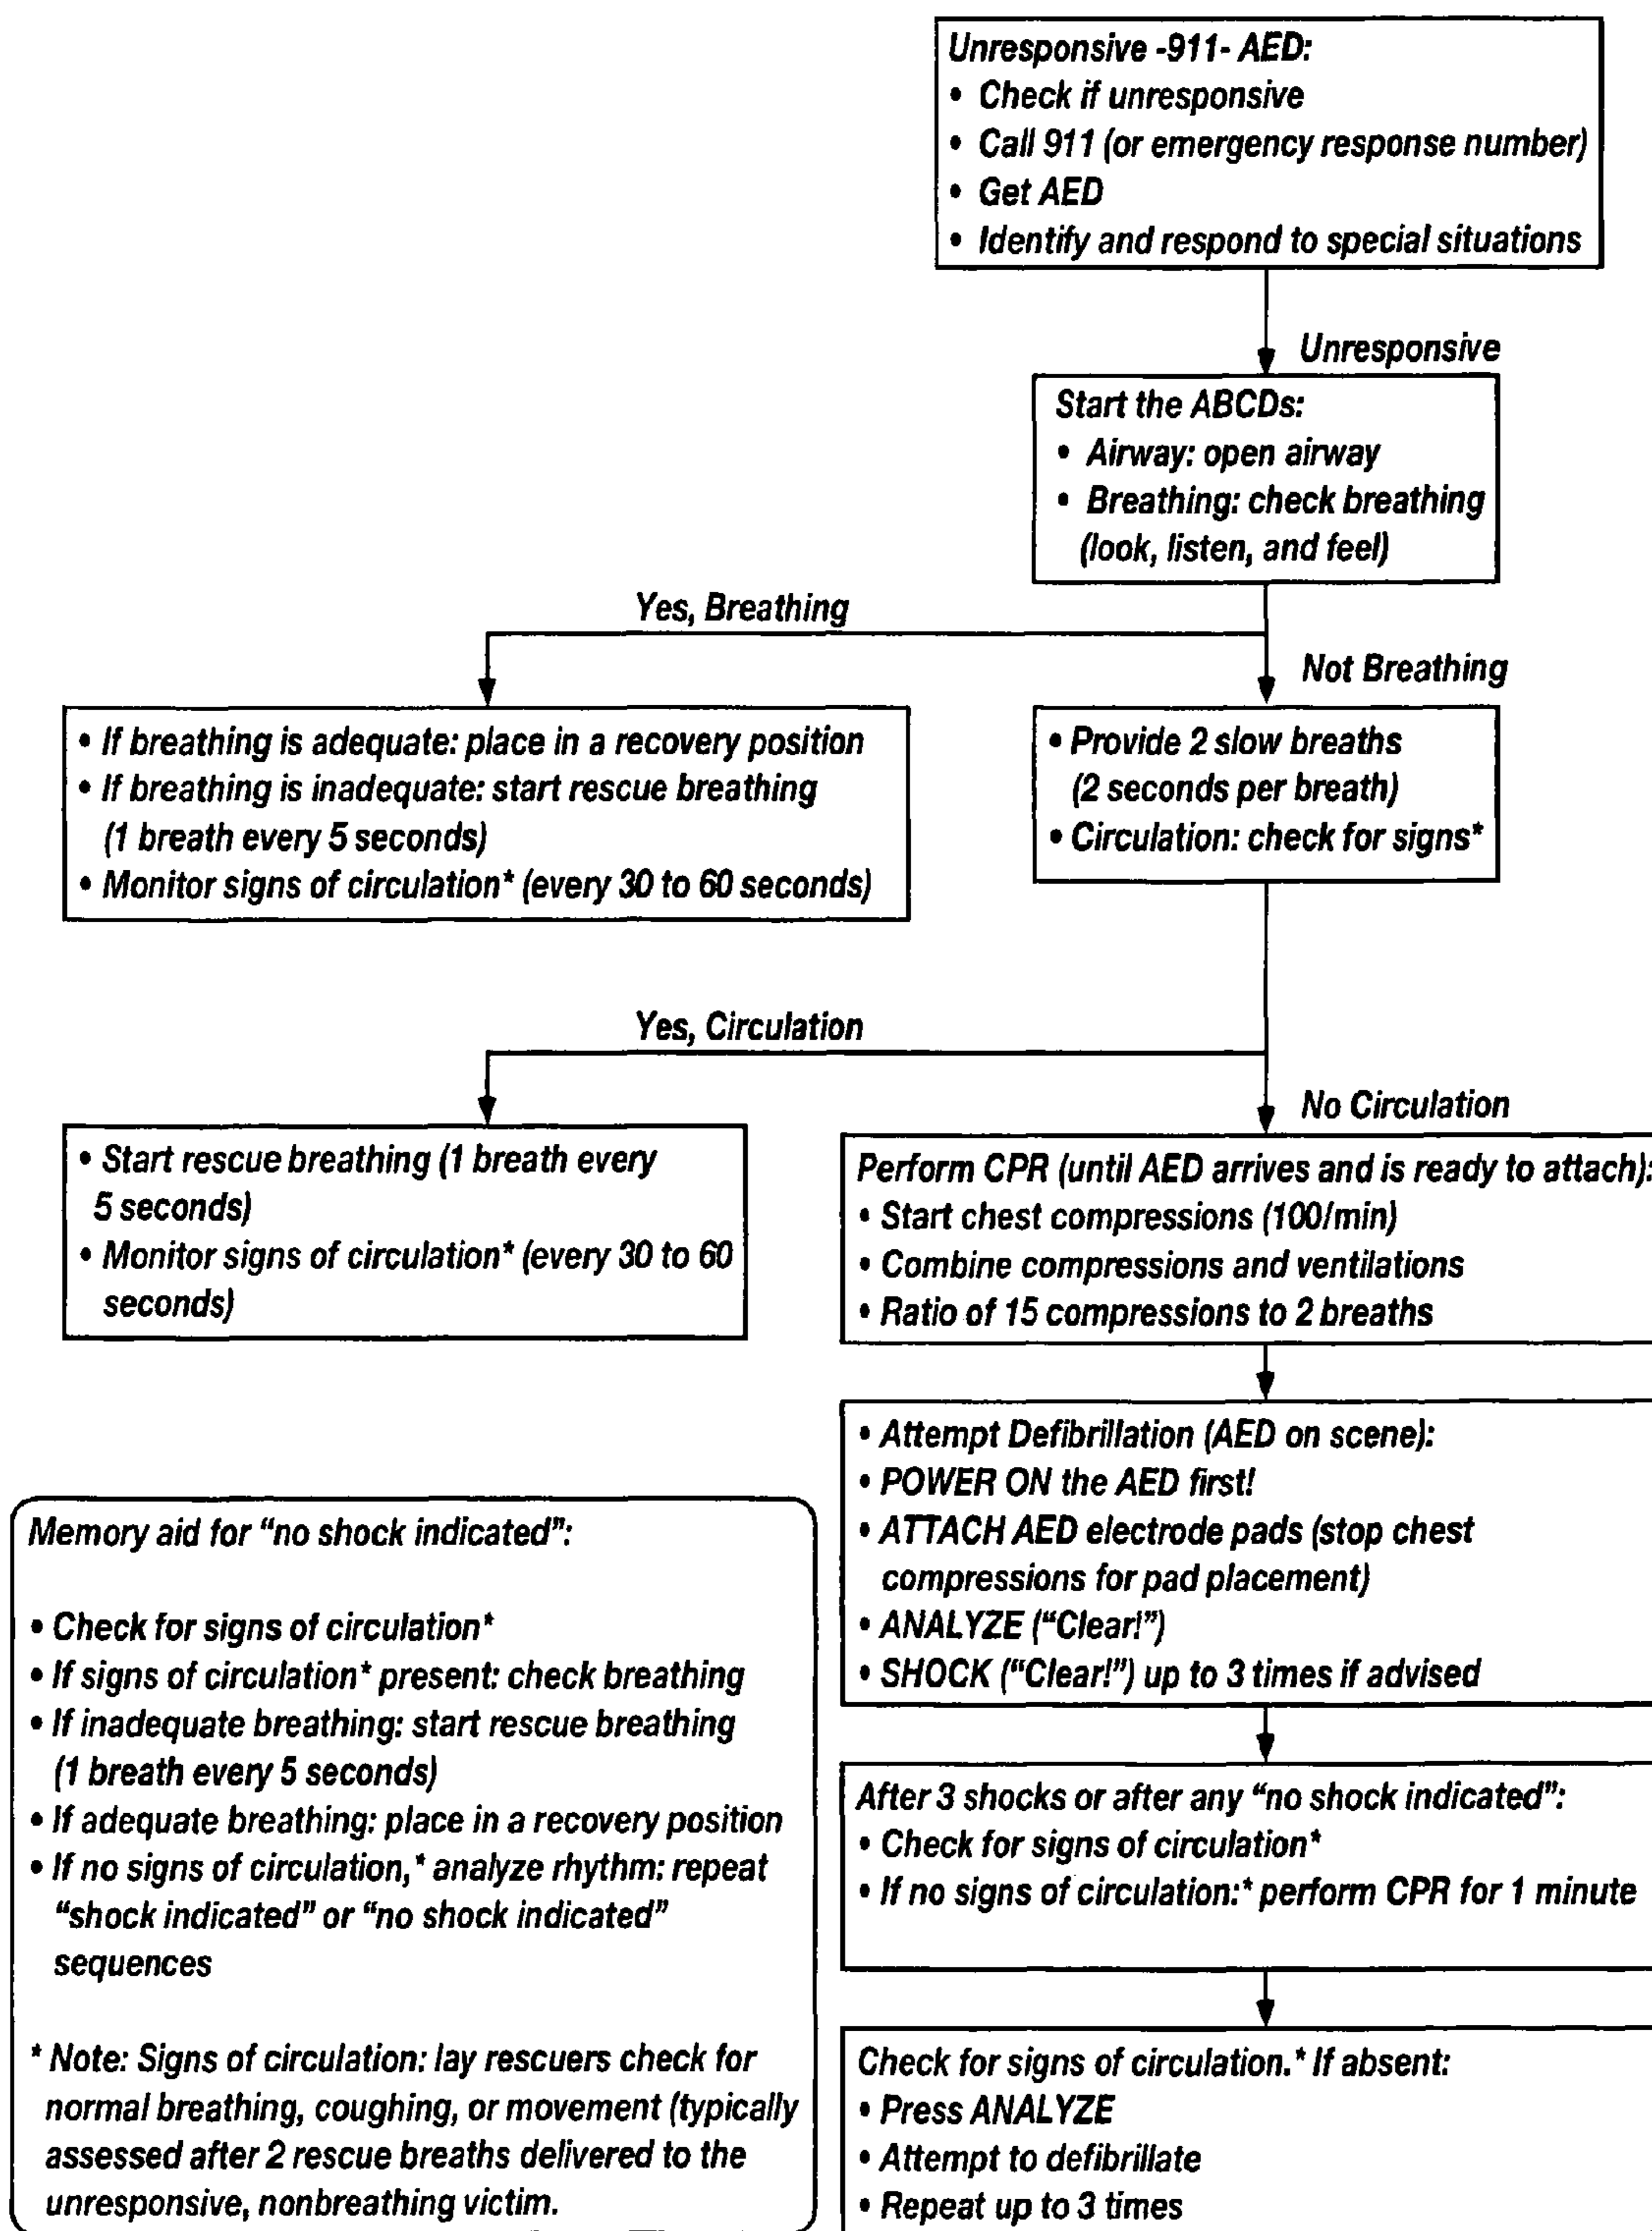 Unresponsive -911- AED:
• Check if unresponsive
• Call 911 (or emergency response number)
• Get AED
• Identify and respond to special situations
Unresponsive
Start the ABCDs:
• Airway: open airway
• Breathing: check breathing
(look, listen, and feel)
Yes, Breathing
Not Breathing
• If breathing is adequate: place in a recovery position
• If breathing is inadequate: start rescue breathing
(1 breath every 5 seconds)
• Monitor signs of circulation* (every 30 to 60 seconds)
• Provide 2 slow breaths
(2 seconds per breath)
• Circulation: check for signs*
Yes, Circulation
No Circulation
• Start rescue breathing (1 breath every
5 seconds)
• Monitor signs of circulation* (every 30 to 60
seconds)
Perform CPR (until AED arrives and is ready to attach):
• Start chest compressions (100/min)
• Combine compressions and ventilations
• Ratio of 15 compressions to 2 breaths
• Attempt Defibrillation (AED on scene):
• POWER ON the AED first!
• ATTACH AED electrode pads (stop chest
compressions for pad placement)
• ANALYZE (“Clear!”)
• SHOCK (“Clear!”) up to 3 times if advised
After 3 shocks or after any “no shock indicated”:
• Check for signs of circulation*
• If no signs of circulation:* perform CPR for 1 minute
Check for signs of circulation.* If absent:
• Press ANALYZE
• Attempt to defibrillate
• Repeat up to 3 times
Memory aid for “no shock indicated”:
• Check for signs of circulation*
• If signs of circulation* present: check breathing
• If inadequate breathing: start rescue breathing
(1 breath every 5 seconds)
• If adequate breathing: place in a recovery position
• If no signs of circulation,* analyze rhythm: repeat
“shock indicated” or “no shock indicated”
sequences
* Note: Signs of circulation: lay rescuers check for
normal breathing, coughing, or movement (typically
assessed after 2 rescue breaths delivered to the
unresponsive, nonbreathing victim.